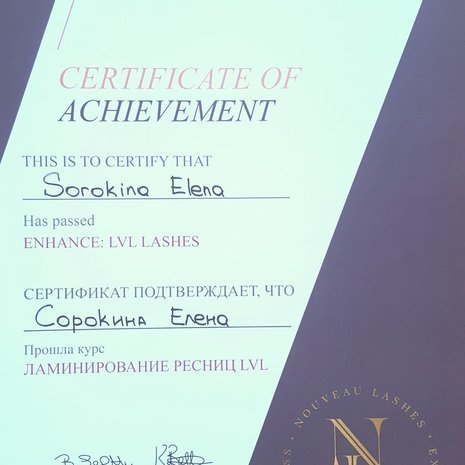 CERTIFICATE OF
ACHIEVEMENT
THIS IS TO CERTIFY THAT
Sorokina Elena
Has passed
ENHANCE: LVL LASHES
СЕРТИФИКАТ ПОДТВЕРЖДАЕТ, ЧТО
Сорокина Елена
Прошла курс
ЛАМИНИРОВАНИЕ РЕСНИЦ LVL
NOUVEAU LASHES
N